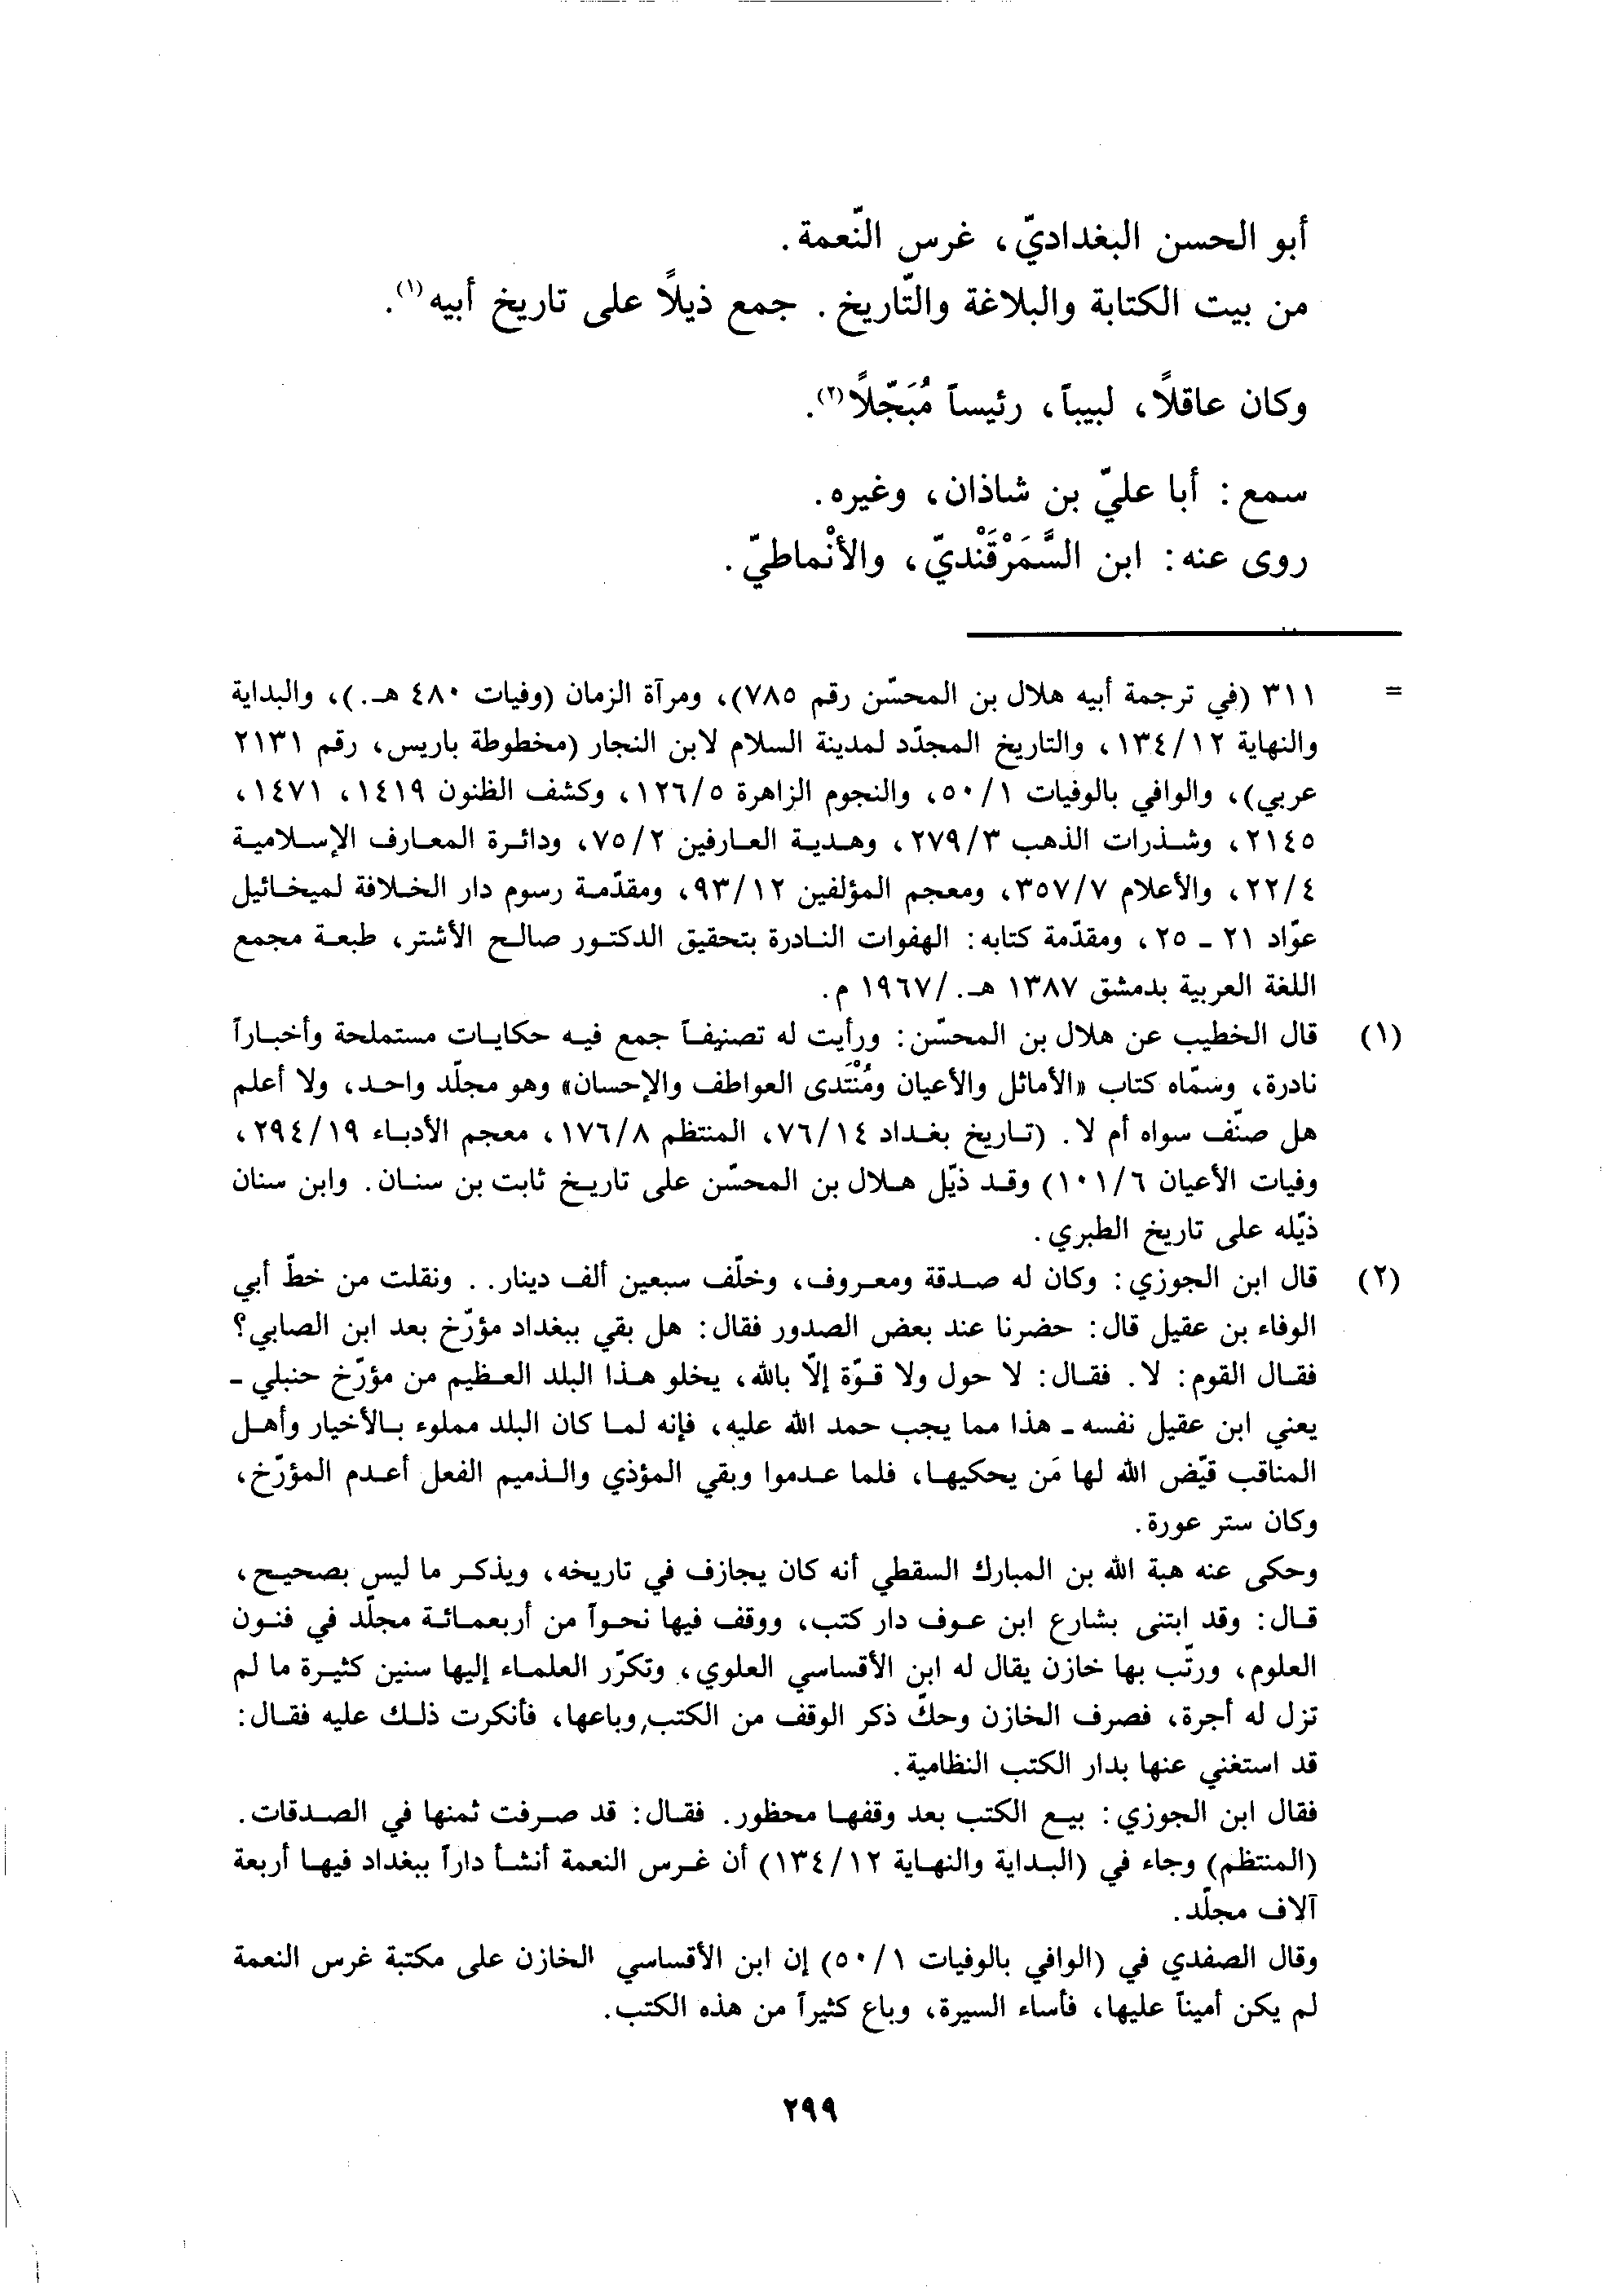 أبو الحسن البغداديّ، غرس النّعمة.
من بيت الكتابة والبلاغة والتّاريخ. جمع ذيلاً على تاريخ أبيه(١).
وكان عاقلاً، لبيباً، رئيساً مُبَجّلاً(٢).
سمع: أبا عليّ بن شاذان، وغيره.
روى عنه: ابن السَّمَرْقَنْديّ، والأنْماطيّ.
= ٣١١ (في ترجمة أبيه هلال بن المحسّن رقم ٧٨٥)، ومرآة الزمان (وفيات ٤٨٠ هـ.)، والبداية
والنهاية ١٣٤/١٢، والتاريخ المجدّد لمدينة السلام لابن النجار (مخطوطة باريس، رقم ٢١٣١
عربي)، والوافي بالوفيات ٥٠/١، والنجوم الزاهرة ١٢٦/٥، وكشف الظنون ١٤١٩، ١٤٧١،
٢١٤٥، وشذرات الذهب ٢٧٩/٣، وهدية العارفين ٧٥/٢، ودائرة المعارف الإسلامية
٢٢/٤، والأعلام ٣٥٧/٧، ومعجم المؤلفين ٩٣/١٢، ومقدّمة رسوم دار الخلافة لميخائيل
عوّاد ٢١ - ٢٥، ومقدّمة كتابه: الهفوات النادرة بتحقيق الدكتور صالح الأشتر، طبعة مجمع
اللغة العربية بدمشق ١٣٨٧ هـ./١٩٦٧ م.
(١) قال الخطيب عن هلال بن المحسّن: ورأيت له تصنيفاً جمع فيه حكايات مستملحة وأخباراً
نادرة، وسمّاه كتاب «الأماثل والأعيان ومُنْتَدى العواطف والإحسان» وهو مجلّد واحد، ولا أعلم
هل صنّف سواه أم لا. (تاريخ بغداد ٧٦/١٤، المنتظم ١٧٦/٨، معجم الأدباء ٢٩٤/١٩،
وفيات الأعيان ١٠١/٦) وقد ذيّل هلال بن المحسّن على تاريخ ثابت بن سنان. وابن سنان
ذيّله على تاريخ الطبري.
(٢) قال ابن الجوزي: وكان له صدقة ومعروف، وخلّف سبعين ألف دينار.. ونقلت من خطّ أبي
الوفاء بن عقيل قال: حضرنا عند بعض الصدور فقال: هل بقي ببغداد مؤرّخ بعد ابن الصابي؟
فقال القوم: لا. فقال: لا حول ولا قوّة إلّا بالله، يخلو هذا البلد العظيم من مؤرّخ حنبلي -
يعني ابن عقيل نفسه - هذا مما يجب حمد الله عليه، فإنه لما كان البلد مملوء بالأخيار وأهل
المناقب قيّض الله لها مَن يحكيها، فلما عدموا وبقي المؤذي والذميم الفعل أعدم المؤرّخ،
وكان ستر عورة.
وحكى عنه هبة الله بن المبارك السقطي أنه كان يجازف في تاريخه، ويذكر ما ليس بصحيح،
قال: وقد ابتنى بشارع ابن عوف دار كتب، ووقف فيها نحواً من أربعمائة مجلّد في فنون
العلوم، ورتّب بها خازن يقال له ابن الأقساسي العلوي، وتكرّر العلماء إليها سنين كثيرة ما لم
تزل له أجرة، فصرف الخازن وحكّ ذكر الوقف من الكتب وباعها، فأنكرت ذلك عليه فقال:
قد استغني عنها بدار الكتب النظامية.
فقال ابن الجوزي: بيع الكتب بعد وقفها محظور. فقال: قد صرفت ثمنها في الصدقات.
(المنتظم) وجاء في (البداية والنهاية ١٣٤/١٢) أن غرس النعمة أنشأ داراً ببغداد فيها أربعة
آلاف مجلّد.
وقال الصفدي في (الوافي بالوفيات ٥٠/١) إن ابن الأقساسي الخازن على مكتبة غرس النعمة
لم يكن أميناً عليها، فأساء السيرة، وباع كثيراً من هذه الكتب.
٢٩٩